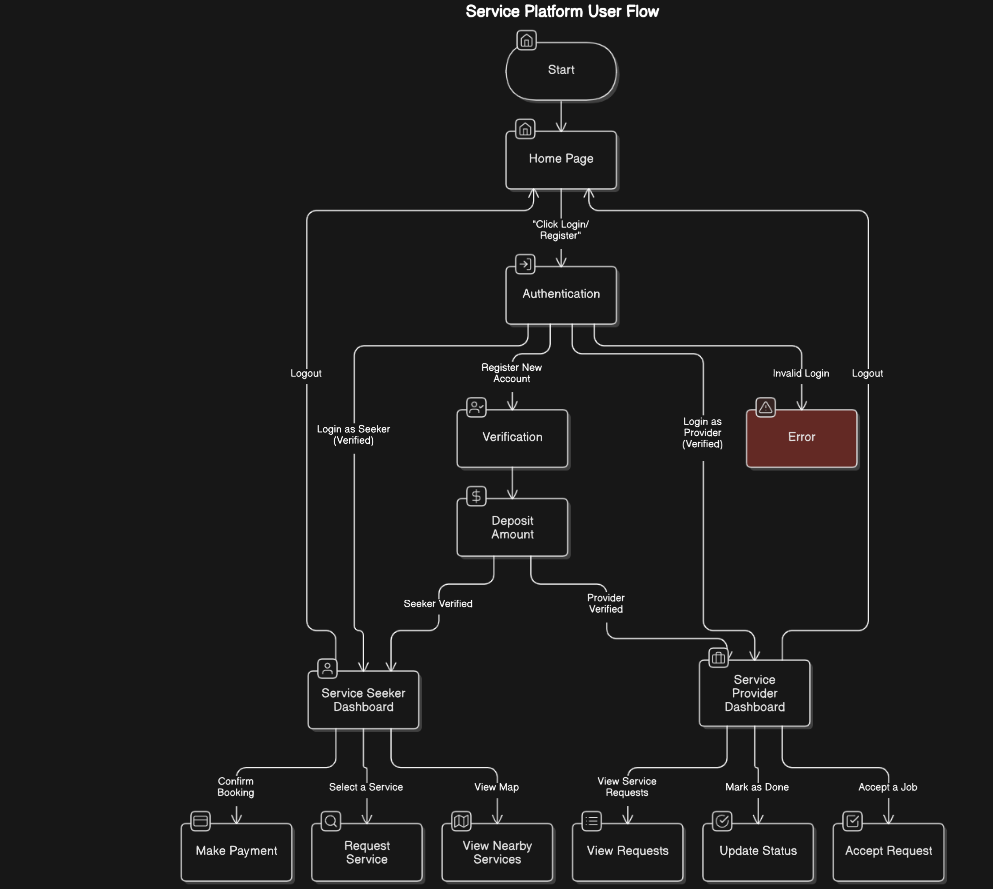 Service Platform User Flow
Start
Home Page
"Click Login/
Register"
Authentication
Logout
Login as Seeker
(Verified)
Register New
Account
Login as
Provider
(Verified)
Invalid Login
Logout
Verification
Error
Deposit
Amount
Seeker Verified
Provider
Verified
Service Seeker
Dashboard
Service
Provider
Dashboard
Confirm
Booking
Select a Service
View Map
View Service
Requests
Mark as Done
Accept a Job
Make Payment
Request
Service
View Nearby
Services
View Requests
Update Status
Accept Request